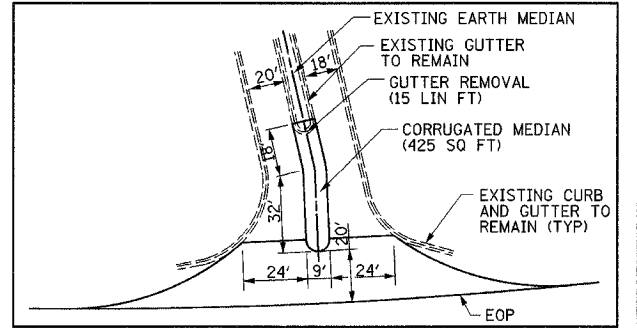 EXISTING EARTH MEDIAN
EXISTING GUTTER
TO REMAIN
18'
20'
GUTTER REMOVAL
(15 LIN FT)
CORRUGATED MEDIAN
(425 SQ FT)
18'
32'
EXISTING CURB
AND GUTTER TO
REMAIN (TYP)
20'
24'
9'
24'
EOP